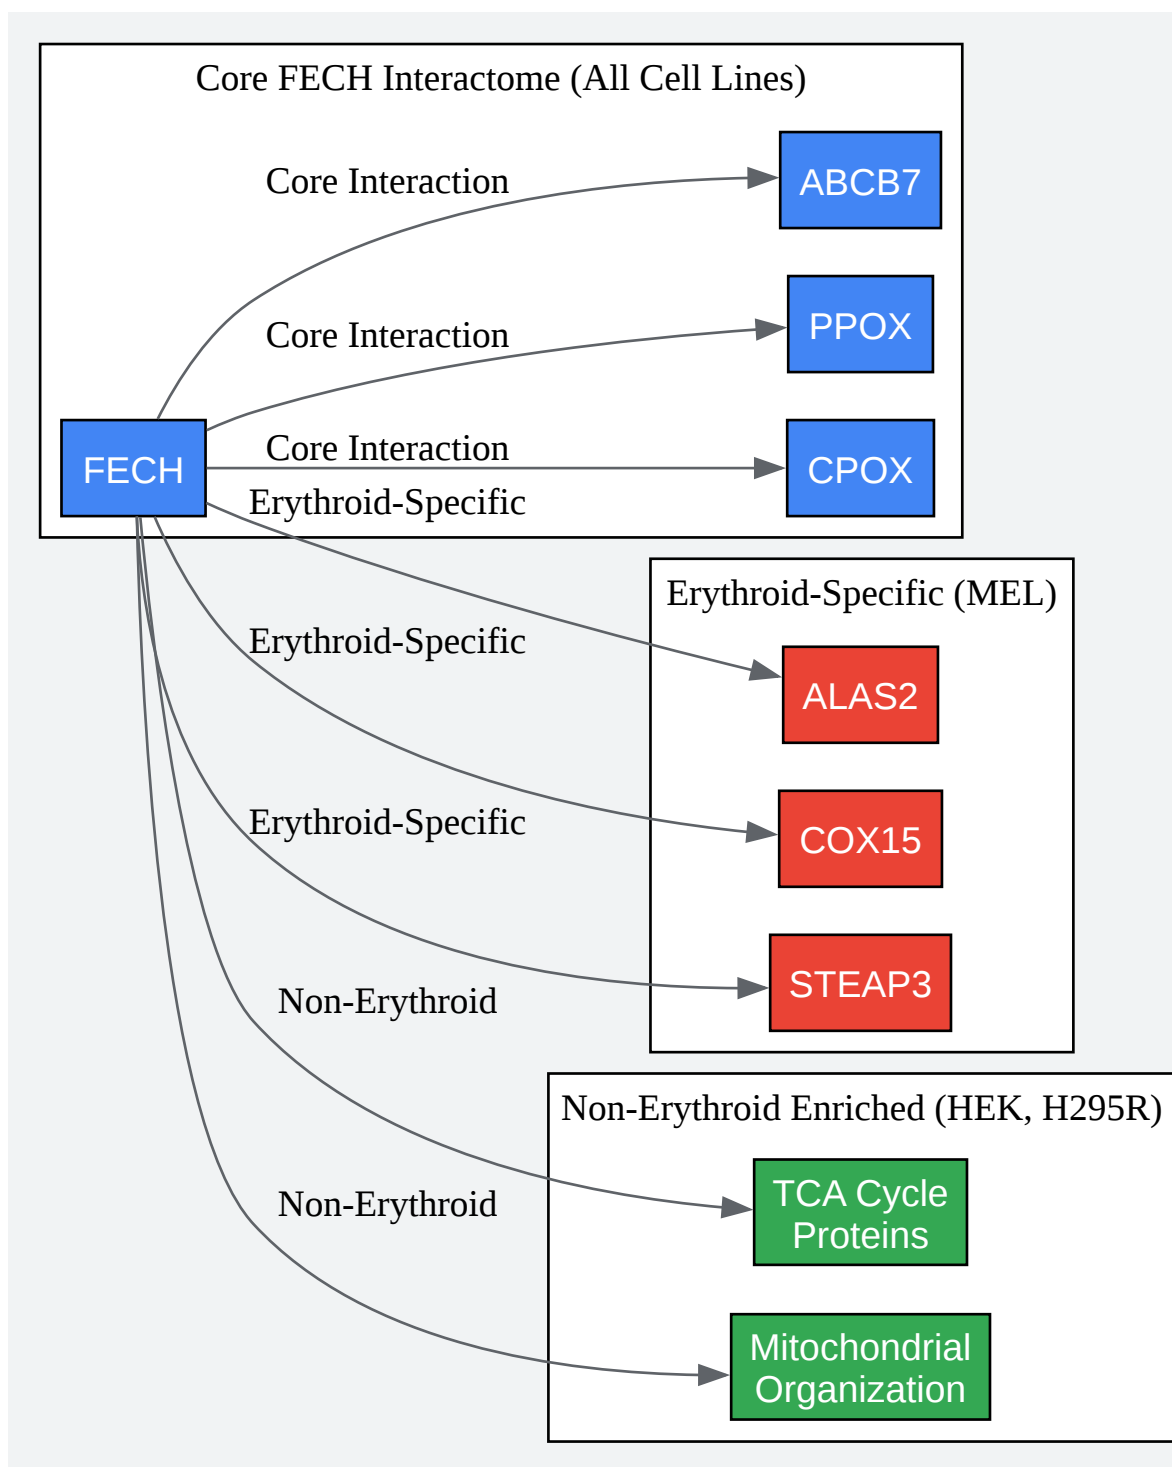 Core FECH Interactome (All Cell Lines)
Core Interaction
ABCB7
Core Interaction
PPOX
Core Interaction
FECH
CPOX
Erythroid-Specific
Erythroid-Specific (MEL)
Erythroid-Specific
ALAS2
Erythroid-Specific
COX15
STEAP3
Non-Erythroid
Non-Erythroid Enriched (HEK, H295R)
Non-Erythroid
TCA Cycle
Proteins
Mitochondrial
Organization